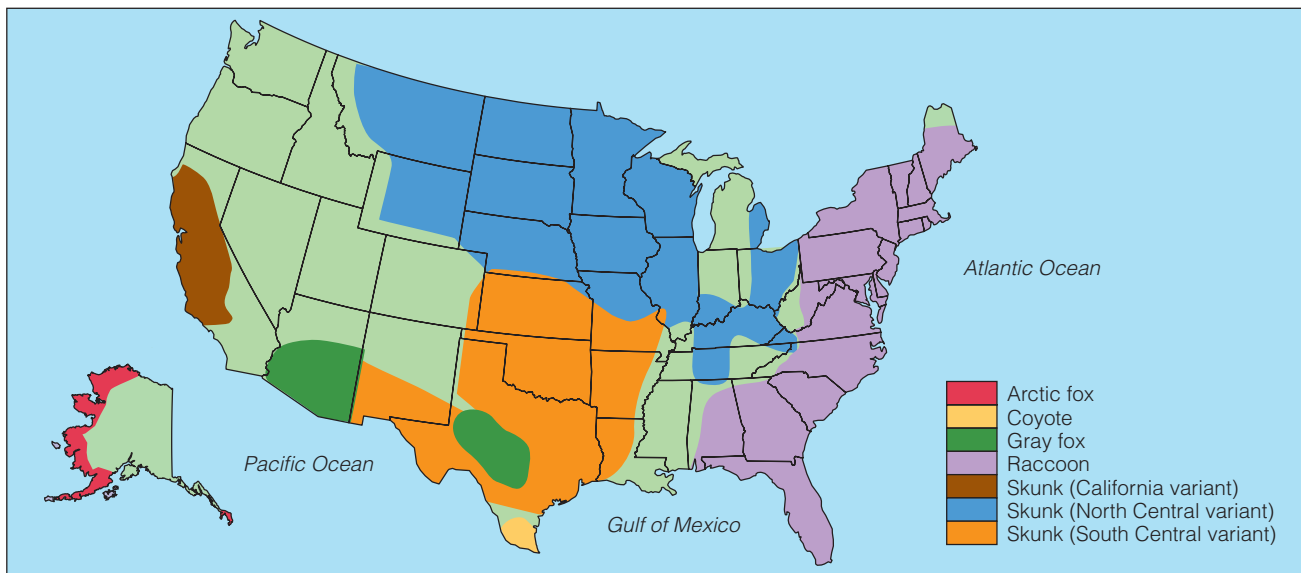 Atlantic Ocean
Pacific Ocean
Gulf of Mexico
Arctic fox
Coyote
Gray fox
Raccoon
Skunk (California variant)
Skunk (North Central variant)
Skunk (South Central variant)